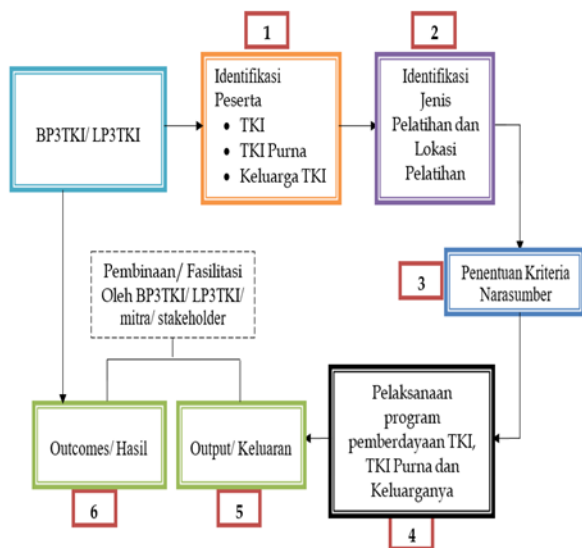 1
2
BP3TKI/ LP3TKI
Identifikasi
Peserta
• TKI
• TKI Purna
• Keluarga TKI
Identifikasi
Jenis
Pelatihan dan
Lokasi
Pelatihan
3
Penentuan Kriteria
Narasumber
Pembinaan/ Fasilitasi
Oleh BP3TKI/ LP3TKI/
mitra/ stakeholder
Pelaksanaan
program
pemberdayaan TKI,
TKI Purna dan
Keluarganya
4
Output/ Keluaran
5
Outcomes/ Hasil
6